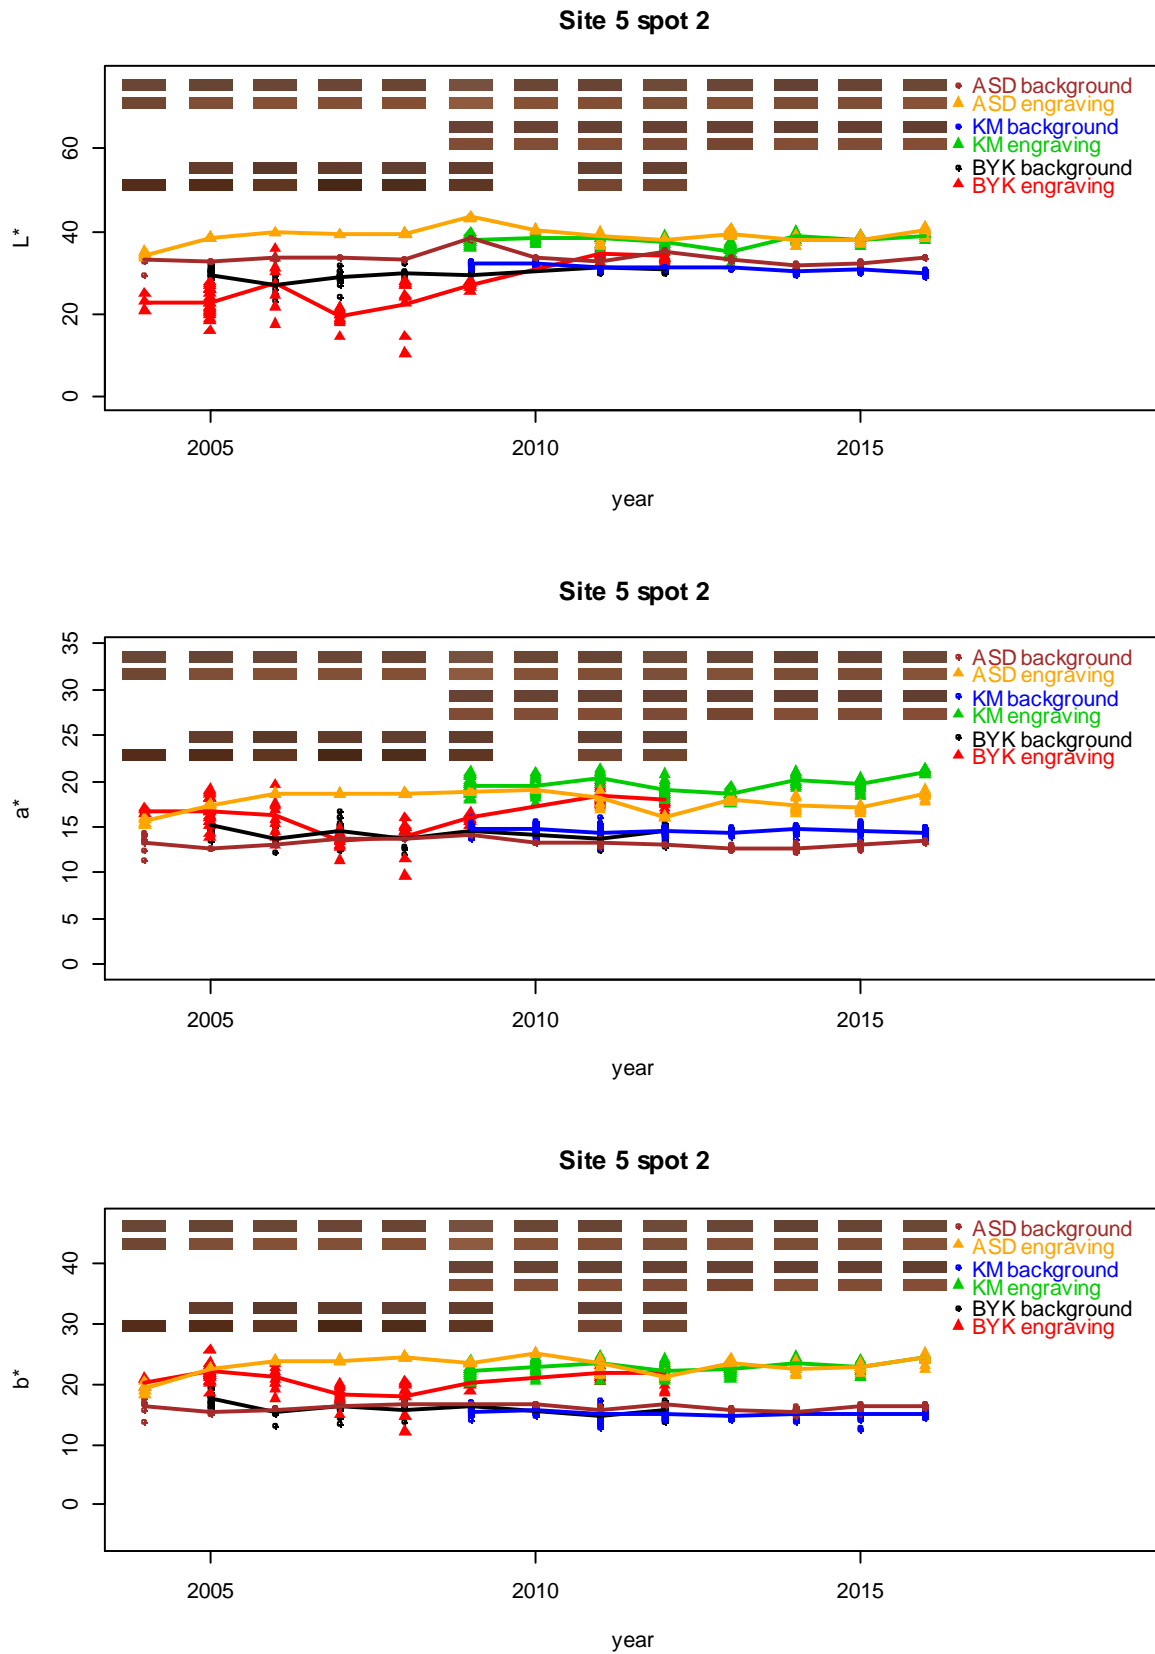 Site 5 spot 2
ASD background
ASD engraving
KM background
KM engraving
BYK background
BYK engraving
L*
60
40
20
0
2005 2010 2015
year
Site 5 spot 2
ASD background
ASD engraving
KM background
KM engraving
BYK background
BYK engraving
a*
35
30
25
20
15
10
5
0
2005 2010 2015
year
Site 5 spot 2
ASD background
ASD engraving
KM background
KM engraving
BYK background
BYK engraving
b*
40
30
20
10
0
2005 2010 2015
year